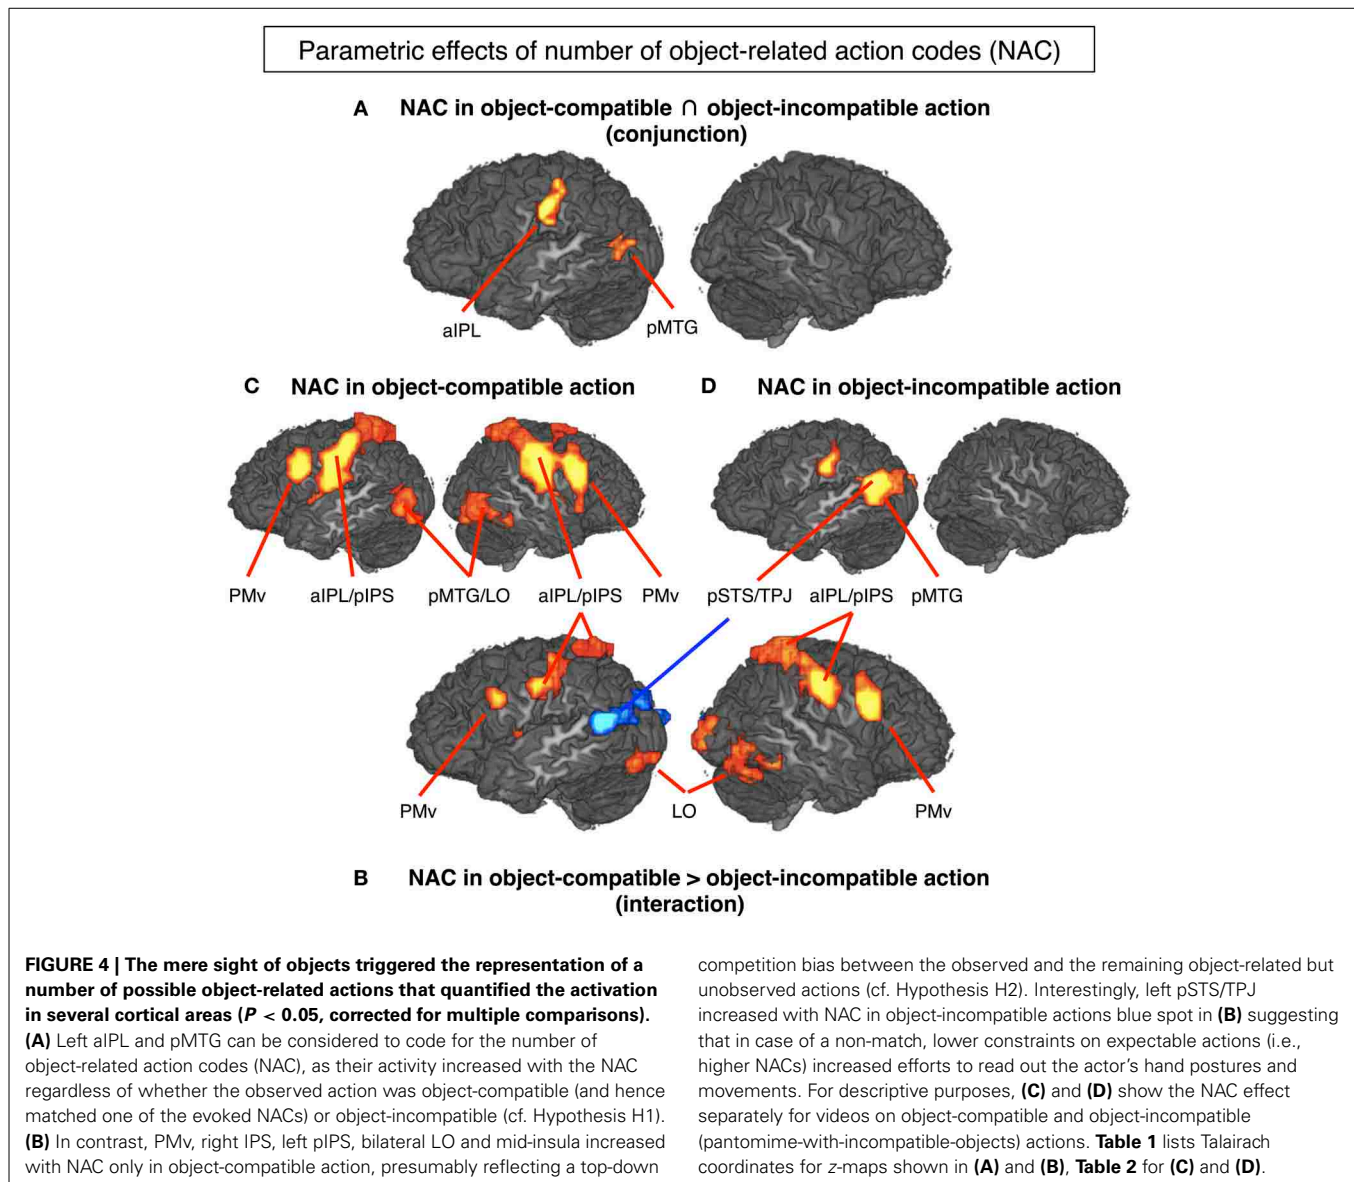 Parametric effects of number of object-related action codes (NAC)
A NAC in object-compatible ∩ object-incompatible action
(conjunction)
aIPL
pMTG
C NAC in object-compatible action
D NAC in object-incompatible action
PMv aIPL/pIPS pMTG/LO aIPL/pIPS PMv pSTS/TPJ aIPL/pIPS pMTG
PMv
LO
PMv
B NAC in object-compatible > object-incompatible action
(interaction)
FIGURE 4 | The mere sight of objects triggered the representation of a
number of possible object-related actions that quantified the activation
in several cortical areas (P < 0.05, corrected for multiple comparisons).
(A) Left aIPL and pMTG can be considered to code for the number of
object-related action codes (NAC), as their activity increased with the NAC
regardless of whether the observed action was object-compatible (and hence
matched one of the evoked NACs) or object-incompatible (cf. Hypothesis H1).
(B) In contrast, PMv, right IPS, left pIPS, bilateral LO and mid-insula increased
with NAC only in object-compatible action, presumably reflecting a top-down
competition bias between the observed and the remaining object-related but
unobserved actions (cf. Hypothesis H2). Interestingly, left pSTS/TPJ
increased with NAC in object-incompatible actions blue spot in (B) suggesting
that in case of a non-match, lower constraints on expectable actions (i.e.,
higher NACs) increased efforts to read out the actor's hand postures and
movements. For descriptive purposes, (C) and (D) show the NAC effect
separately for videos on object-compatible and object-incompatible
(pantomime-with-incompatible-objects) actions. Table 1 lists Talairach
coordinates for z-maps shown in (A) and (B), Table 2 for (C) and (D).